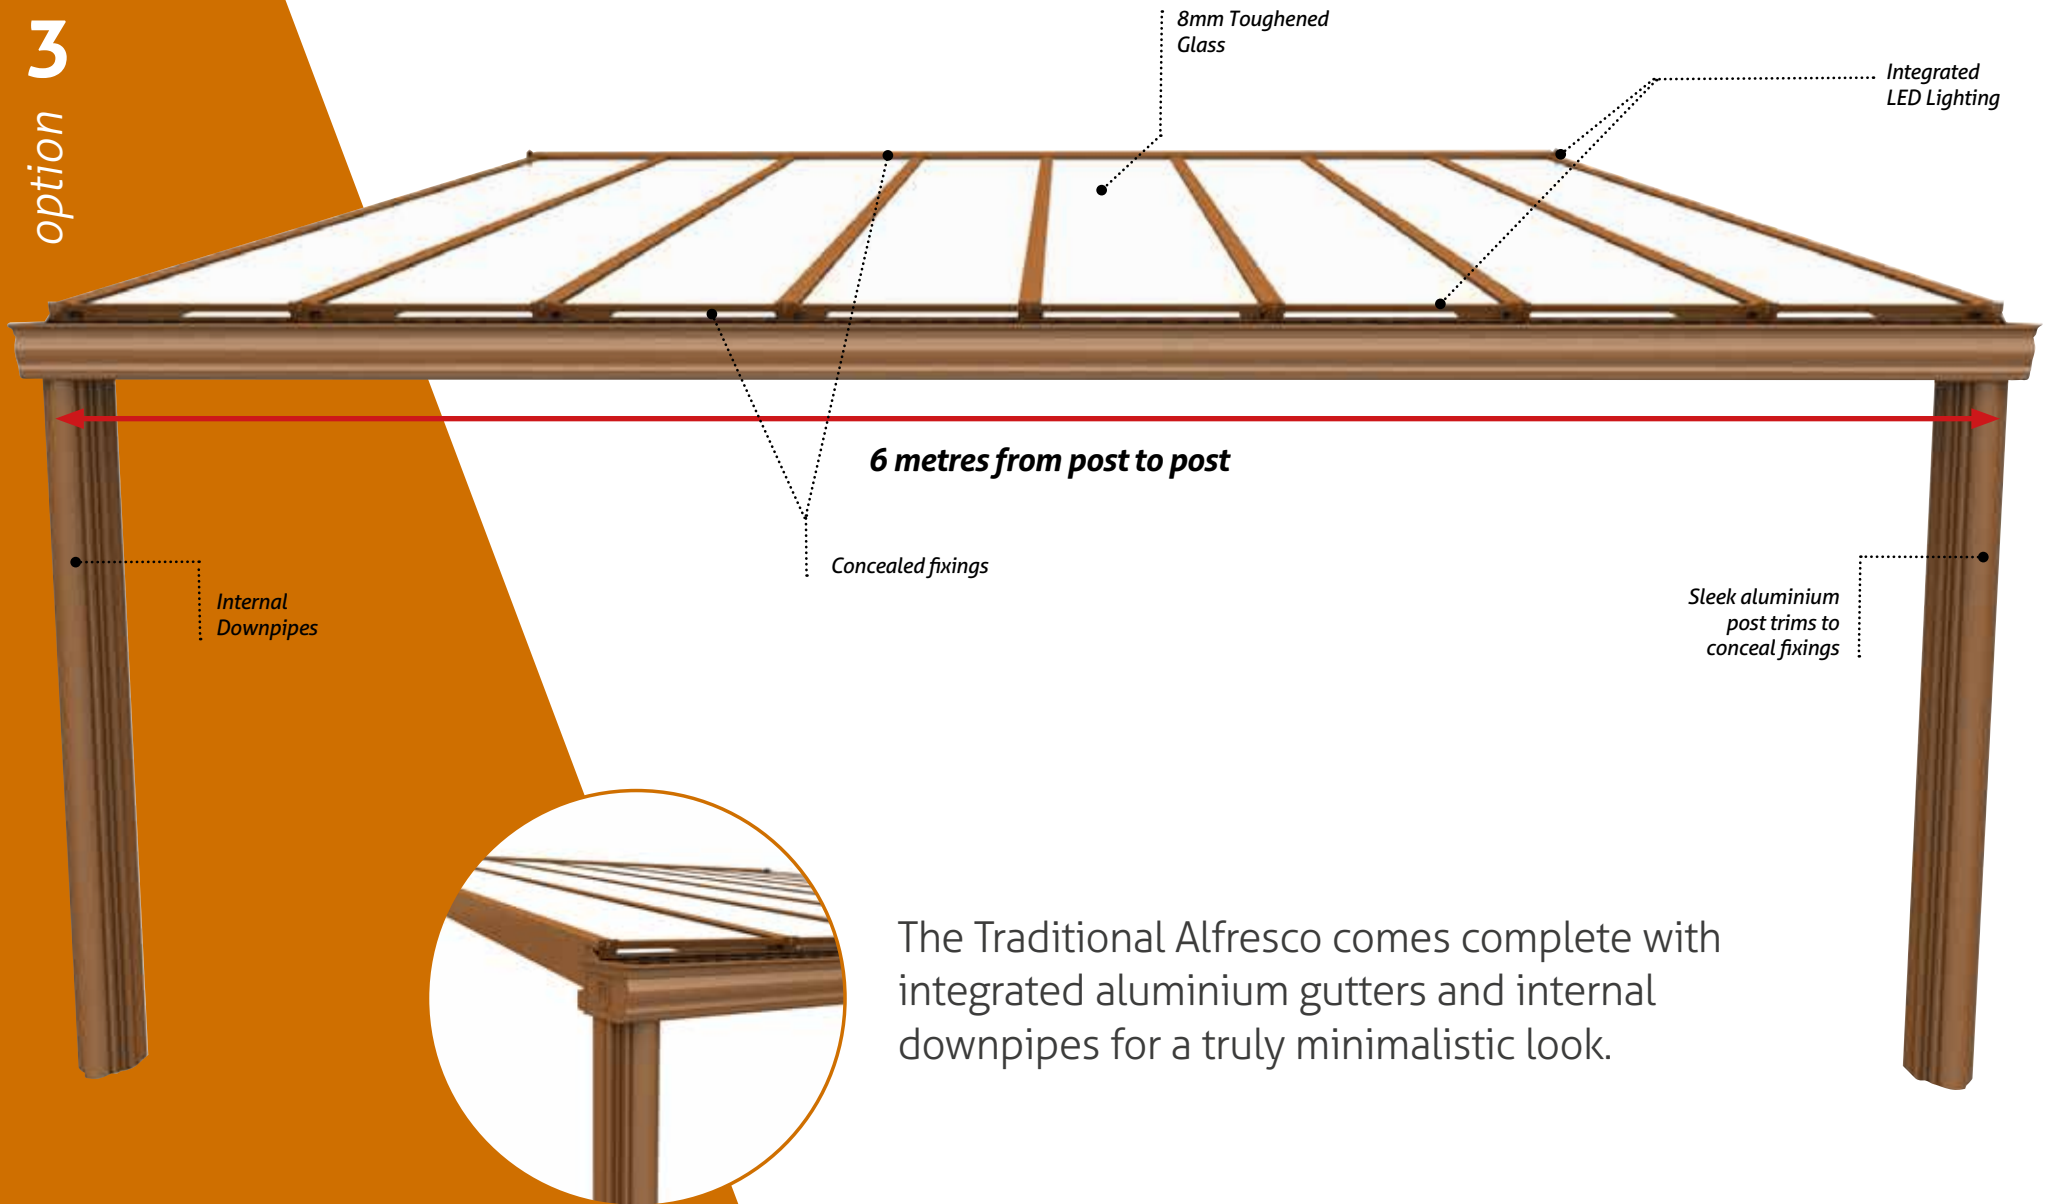 option 3
8mm Toughened
Glass
Integrated
LED Lighting
6 metres from post to post
Concealed fixings
Internal
Downpipes
Sleek aluminium
post trims to
conceal fixings
The Traditional Alfresco comes complete with
integrated aluminium gutters and internal
downpipes for a truly minimalistic look.